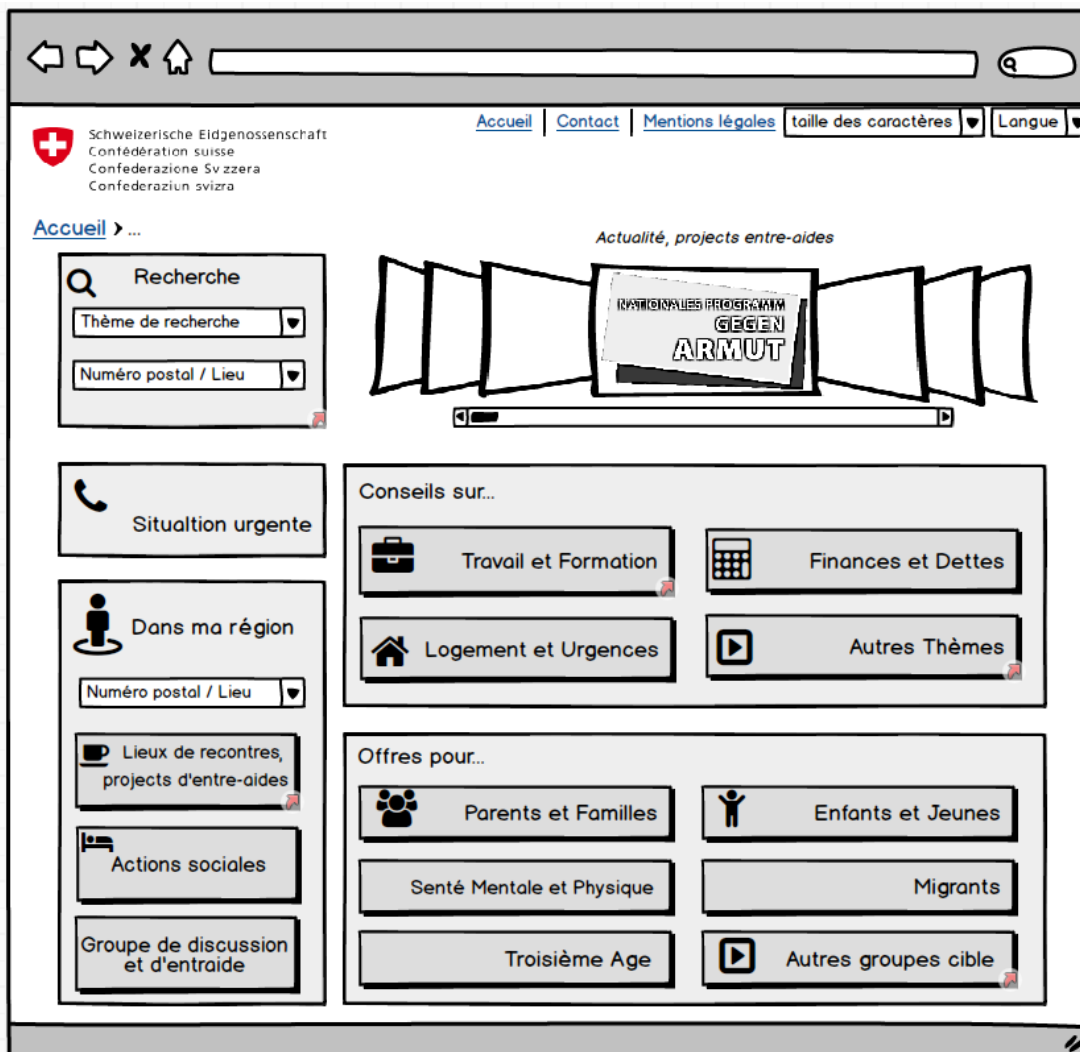 Accueil | Contact | Mentions légales taille des caractères Langue
Schweizerische Eidgenossenschaft
Confédération suisse
Confederazione Svizzera
Confederaziun svizra
Accueil > ...
Recherche
Thème de recherche
Numéro postal / Lieu
Actualité, projects entre-aides
NATIONALES PROGRAMM
GEGEN
ARMUT
Situaltion urgente
Dans ma région
Numéro postal / Lieu
Lieux de recontres,
projects d'entre-aides
Actions sociales
Groupe de discussion
et d'entraide
Conseils sur...
Travail et Formation
Finances et Dettes
Logement et Urgences
Autres Thèmes
Offres pour...
Parents et Familles
Enfants et Jeunes
Senté Mentale et Physique
Migrants
Troisième Age
Autres groupes cible